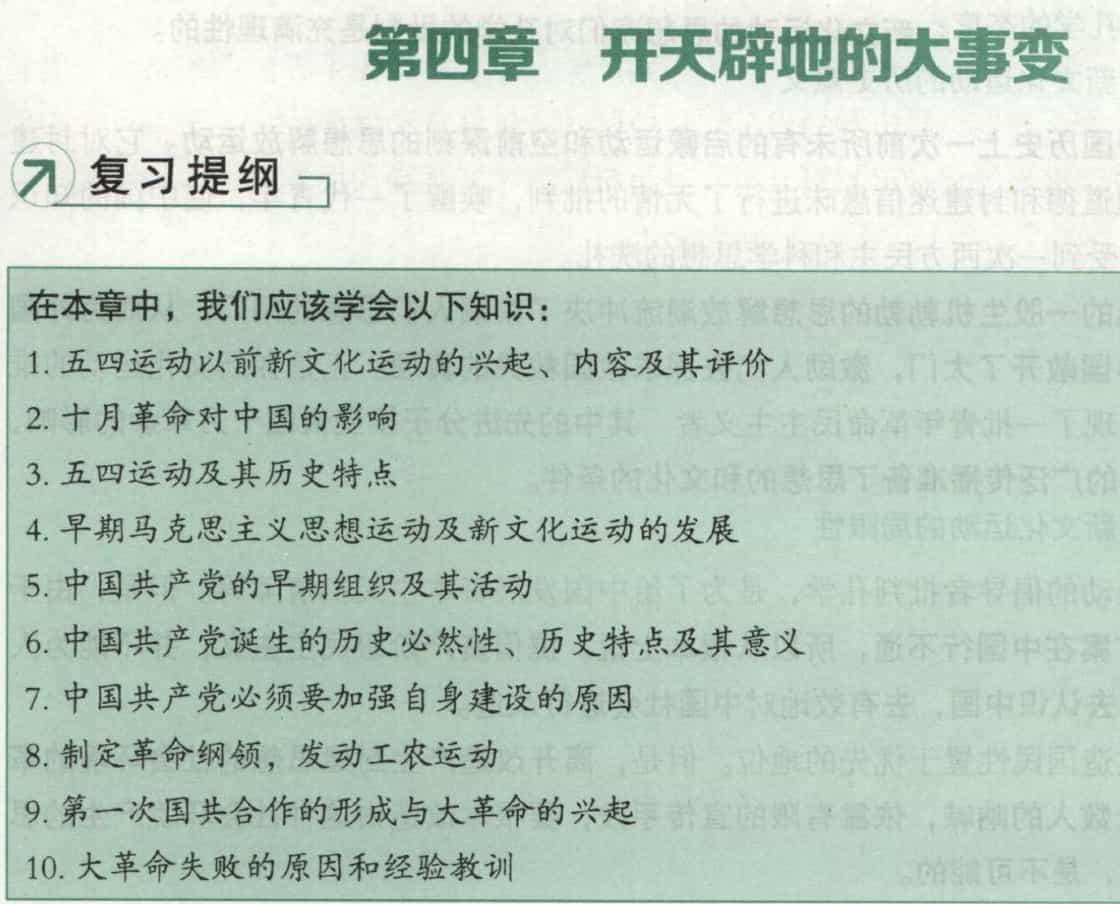 第四章 开天辟地的大事变
复习提纲
在本章中，我们应该学会以下知识：
1. 五四运动以前新文化运动的兴起、内容及其评价
2. 十月革命对中国的影响
3. 五四运动及其历史特点
4. 早期马克思主义思想运动及新文化运动的发展
5. 中国共产党的早期组织及其活动
6. 中国共产党诞生的历史必然性、历史特点及其意义
7. 中国共产党必须要加强自身建设的原因
8. 制定革命纲领，发动工农运动
9. 第一次国共合作的形成与大革命的兴起
10. 大革命失败的原因和经验教训